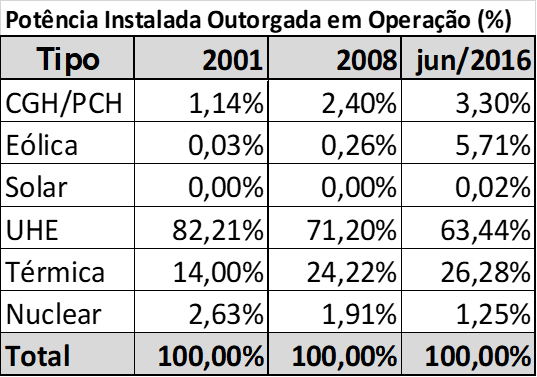 Potência Instalada Outorgada em Operação (%)
Tipo 2001 2008 jun/2016
CGH/PCH 1,14% 2,40% 3,30%
Eólica 0,03% 0,26% 5,71%
Solar 0,00% 0,00% 0,02%
UHE 82,21% 71,20% 63,44%
Térmica 14,00% 24,22% 26,28%
Nuclear 2,63% 1,91% 1,25%
Total 100,00% 100,00% 100,00%